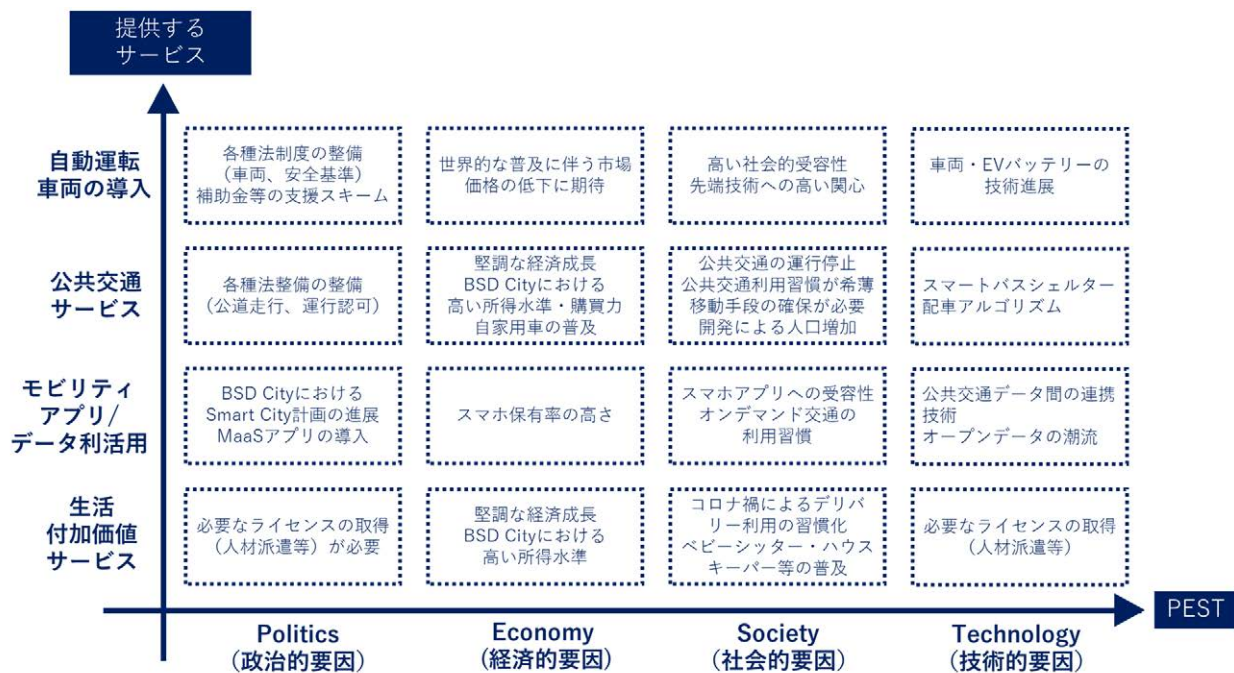 提供する
サービス
自動運転
車両の導入
各種法制度の整備
(車両、安全基準)
補助金等の支援スキーム
世界的な普及に伴う市場
価格の低下に期待
高い社会的受容性
先端技術への高い関心
車両・EVバッテリーの
技術進展
公共交通
サービス
各種法整備の整備
(公道走行、運行認可)
堅調な経済成長
BSD Cityにおける
高い所得水準・購買力
自家用車の普及
公共交通の運行停止
公共交通利用習慣が希薄
移動手段の確保が必要
開発による人口増加
スマートバスシェルター
配車アルゴリズム
モビリティ
アプリ/
データ利活用
BSD Cityにおける
Smart City計画の進展
MaaSアプリの導入
スマホ保有率の高さ
スマホアプリへの受容性
オンデマンド交通の
利用習慣
公共交通データ間の連携
技術
オープンデータの潮流
生活
付加価値
サービス
必要なライセンスの取得
(人材派遣等)が必要
堅調な経済成長
BSD Cityにおける
高い所得水準
コロナ禍によるデリバ
リー利用の習慣化
ベビーシッター・ハウス
キーパー等の普及
必要なライセンスの取得
(人材派遣等)
PEST
Politics
(政治的要因)
Economy
(経済的要因)
Society
(社会的要因)
Technology
(技術的要因)